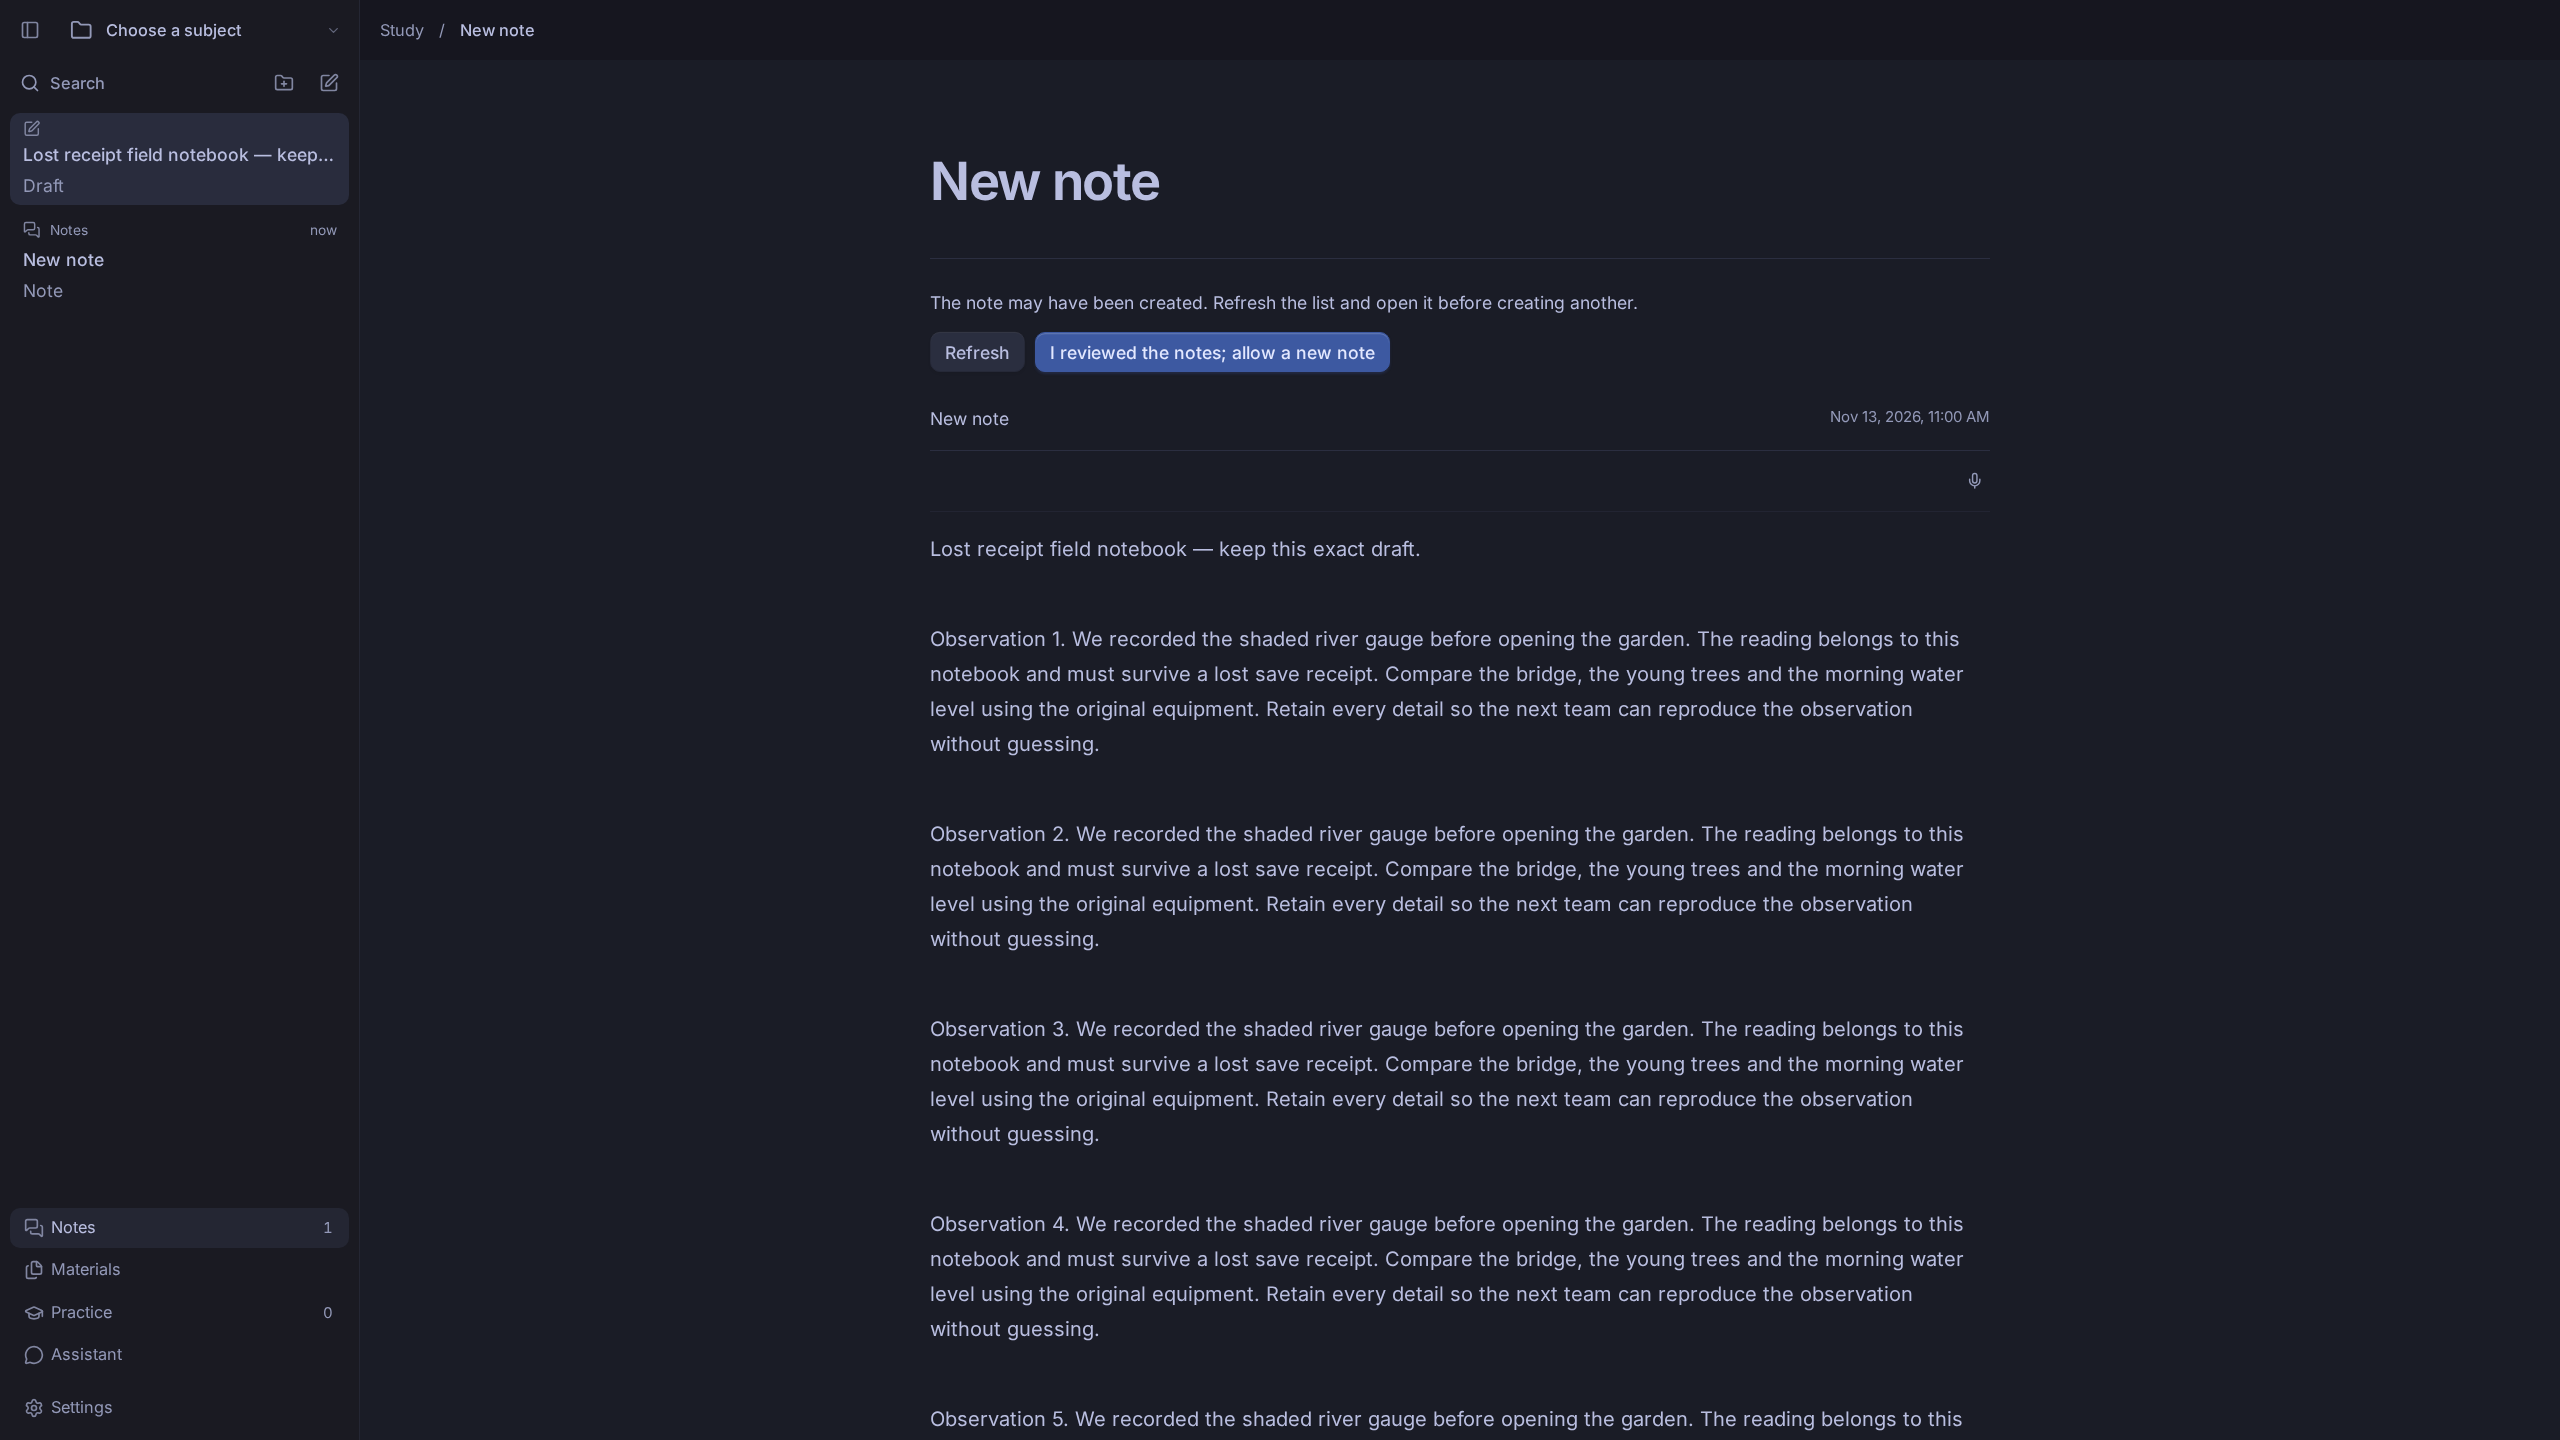 Choose a subject
Search
Lost receipt field notebook — keep...
Draft
Notes now
New note
Note
Notes 1
Materials
Practice 0
Assistant
Settings
Study / New note
New note
The note may have been created. Refresh the list and open it before creating another.
Refresh
I reviewed the notes; allow a new note
New note Nov 13, 2026, 11:00 AM
Lost receipt field notebook — keep this exact draft.
Observation 1. We recorded the shaded river gauge before opening the garden. The reading belongs to this
notebook and must survive a lost save receipt. Compare the bridge, the young trees and the morning water
level using the original equipment. Retain every detail so the next team can reproduce the observation
without guessing.
Observation 2. We recorded the shaded river gauge before opening the garden. The reading belongs to this
notebook and must survive a lost save receipt. Compare the bridge, the young trees and the morning water
level using the original equipment. Retain every detail so the next team can reproduce the observation
without guessing.
Observation 3. We recorded the shaded river gauge before opening the garden. The reading belongs to this
notebook and must survive a lost save receipt. Compare the bridge, the young trees and the morning water
level using the original equipment. Retain every detail so the next team can reproduce the observation
without guessing.
Observation 4. We recorded the shaded river gauge before opening the garden. The reading belongs to this
notebook and must survive a lost save receipt. Compare the bridge, the young trees and the morning water
level using the original equipment. Retain every detail so the next team can reproduce the observation
without guessing.
Observation 5. We recorded the shaded river gauge before opening the garden. The reading belongs to this